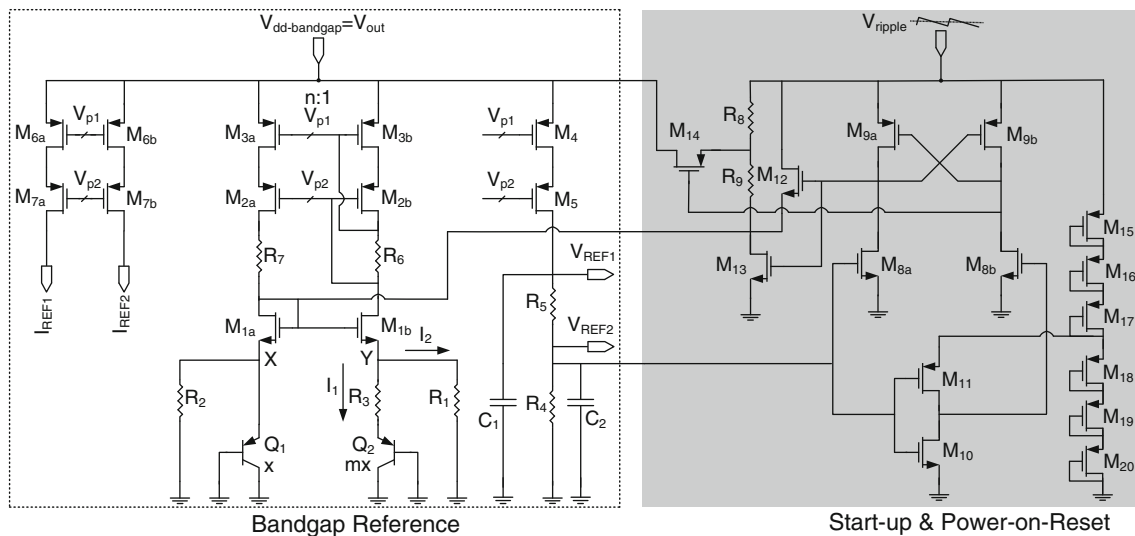 V_dd-bandgap=V_out
V_ripple
n:1
V_p1
V_p1
V_p1
M_6a
M_6b
M_3a
M_3b
M_4
M_14
R_8
M_9a
M_9b
V_p2
V_p2
V_p2
M_7a
M_7b
M_2a
M_2b
M_5
R_9
M_12
R_7
R_6
V_REF1
M_13
M_8a
M_8b
M_15
M_16
I_REF1
I_REF2
R_5
M_1a
M_1b
I_2
V_REF2
M_17
X
Y
I_1
R_2
R_3
R_1
C_1
R_4
C_2
M_11
M_18
M_19
Q_1
x
Q_2
mx
M_10
M_20
Bandgap Reference
Start-up & Power-on-Reset